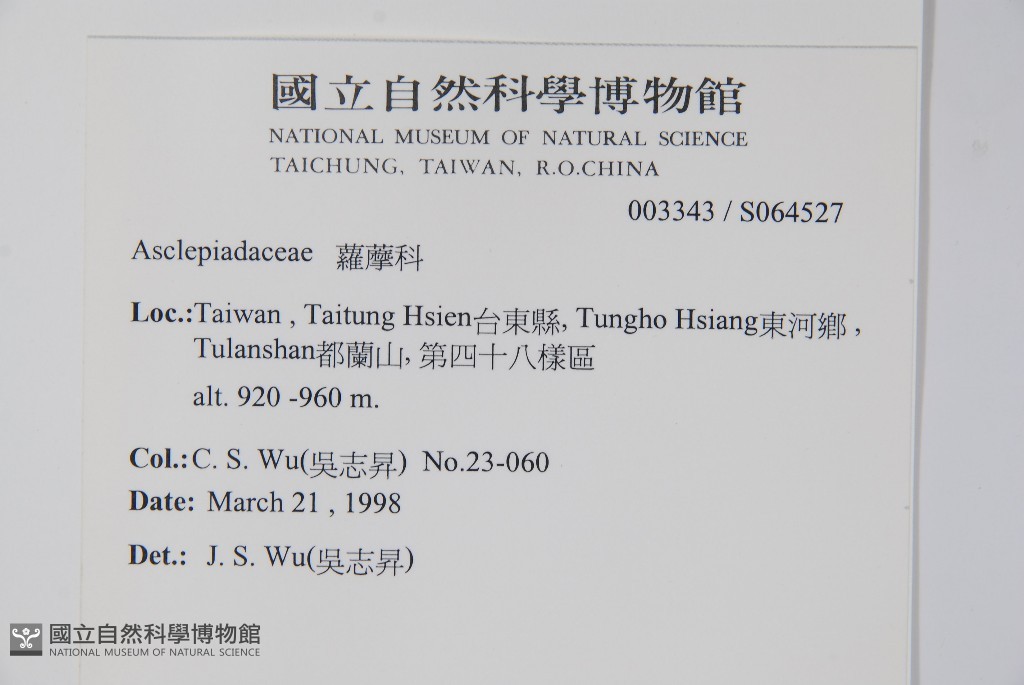 國立自然科學博物館
NATIONAL MUSEUM OF NATURAL SCIENCE
TAICHUNG, TAIWAN, R.O.CHINA
003343 / S064527
Asclepiadaceae 蘿藦科
Loc.:Taiwan , Taitung Hsien台東縣, Tungho Hsiang東河鄉 ,
Tulanshan都蘭山, 第四十八樣區
alt. 920 -960 m.
Col.: C. S. Wu(吳志昇) No.23-060
Date: March 21 , 1998
Det.: J. S. Wu(吳志昇)
國立自然科學博物館
NATIONAL MUSEUM OF NATURAL SCIENCE